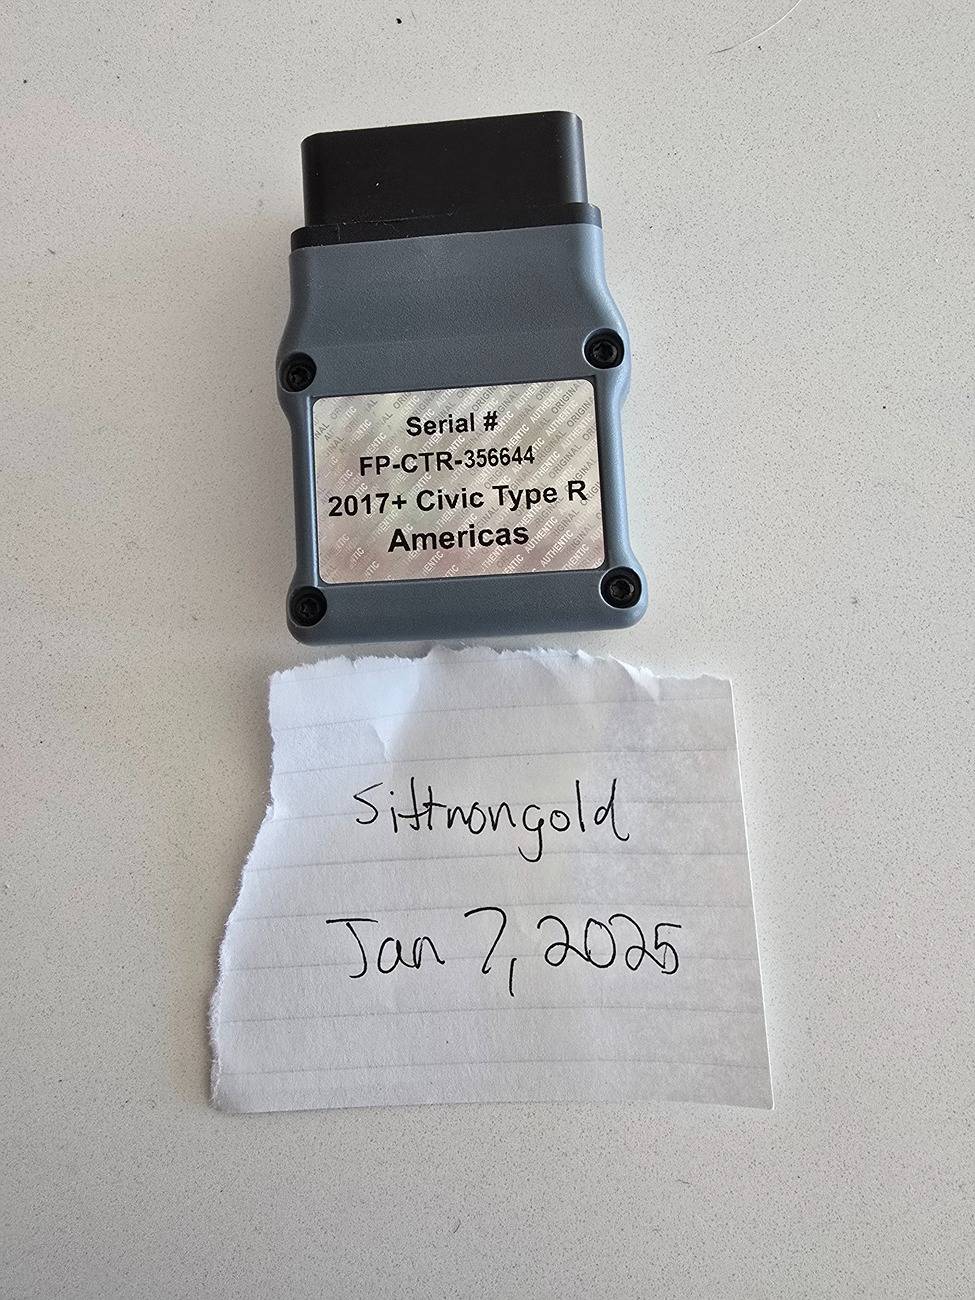 Serial #
FP-CTR-356644
2017+ Civic Type R
Americas
Sittnongold
Jan 7, 2025